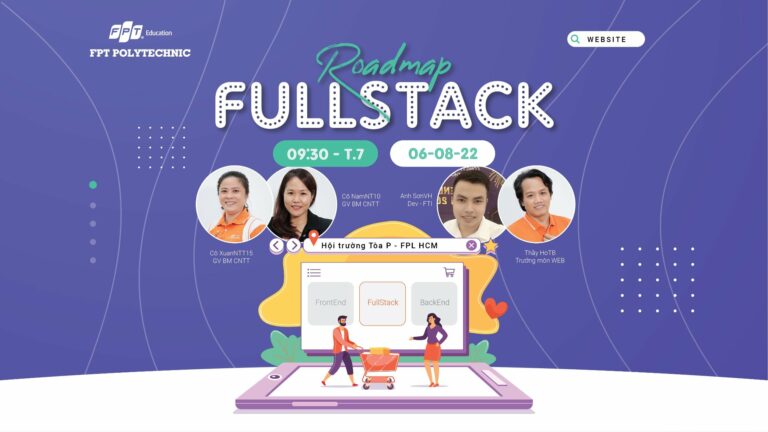 FPT Education
FPT POLYTECHNIC
WEBSITE
Roadmap
FULLSTACK
09:30 - T.7
06-08-22
Cô NamNT10
GV BM CNTT
Anh SonVH
Dev - FTI
Cô XuanNTT15
GV BM CNTT
Hội trường Tòa P - FPL HCM
Thầy HoTB
Trưởng môn WEB
FrontEnd
FullStack
BackEnd